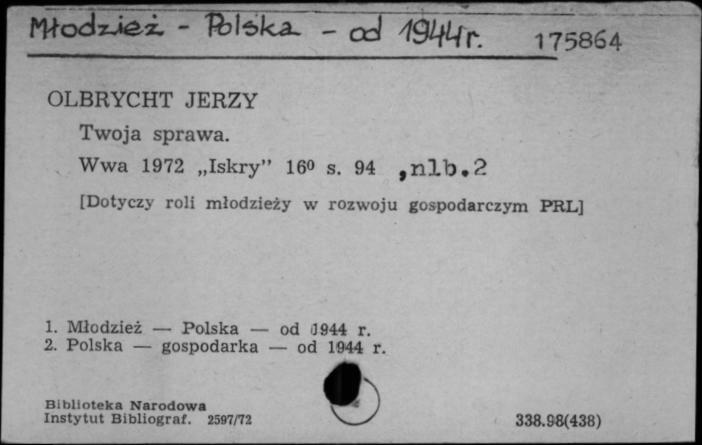 Młodzież - Polska - od 1944 r. 175864
OLBRYCHT JERZY
Twoja sprawa.
Wwa 1972 „Iskry” 16⁰ s. 94 ,nlb.2
[Dotyczy roli młodzieży w rozwoju gospodarczym PRL]
1. Młodzież — Polska — od 1944 r.
2. Polska — gospodarka — od 1944 r.
Biblioteka Narodowa
Instytut Bibliograf. 2597/72 338.98(438)